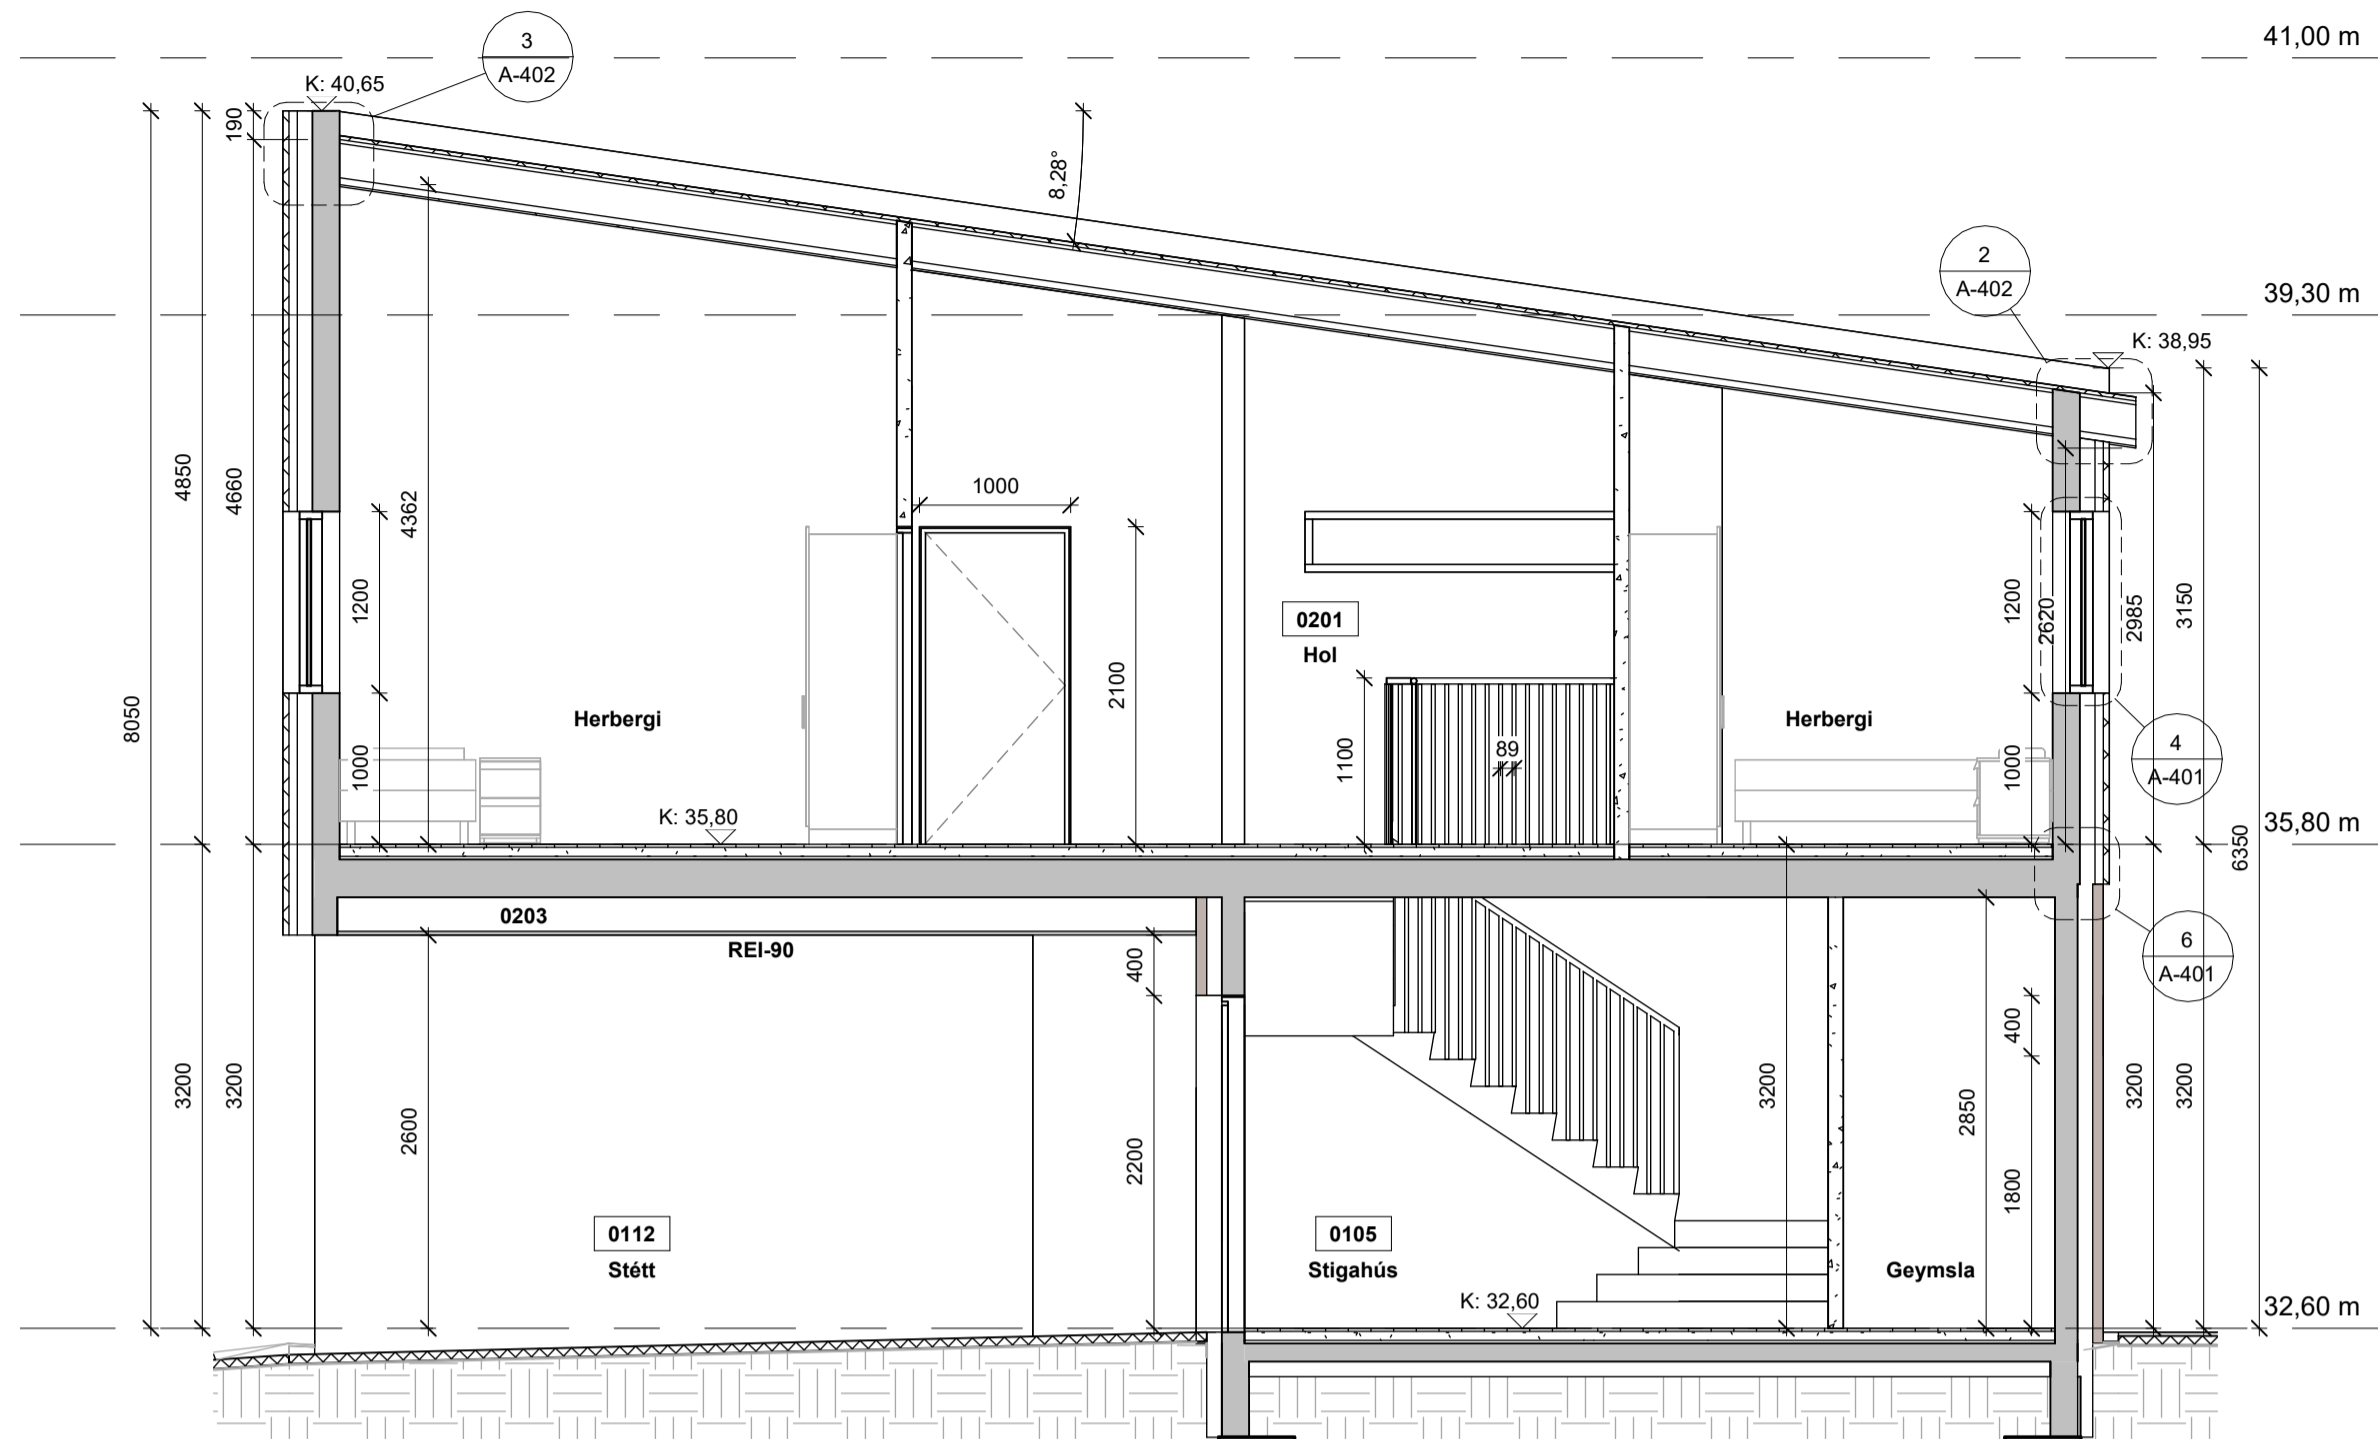 41,00 m
3
A-402
K: 40,65
190
8,28°
2
A-402
39,30 m
K: 38,95
4850
4660
4362
1000
1200
1200
2620
2985
3150
0201
Hol
8050
Herbergi
2100
1100
89
Herbergi
1000
1000
4
A-401
K: 35,80
35,80 m
6350
0203
REI-90
400
6
A-401
400
3200
3200
2600
2200
3200
2850
1800
3200
3200
0112
Stétt
0105
Stigahús
Geymsla
K: 32,60
32,60 m